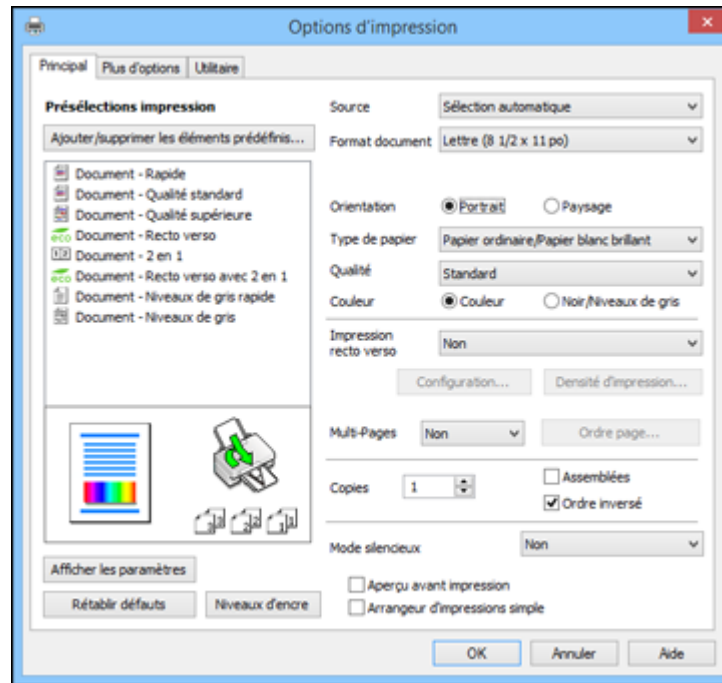 Options d'impression
Principal
Plus d'options
Utilitaire
Présélections impression
Ajouter/supprimer les éléments prédéfinis...
Document - Rapide
Document - Qualité standard
Document - Qualité supérieure
eco Document - Recto verso
Document - 2 en 1
eco Document - Recto verso avec 2 en 1
Document - Niveaux de gris rapide
Document - Niveaux de gris
Afficher les paramètres
Rétablir défauts
Niveaux d'encre
Source
Sélection automatique
Format document
Lettre (8 1/2 x 11 po)
Orientation
Portrait
Paysage
Type de papier
Papier ordinaire/Papier blanc brillant
Qualité
Standard
Couleur
Couleur
Noir/Niveaux de gris
Impression
recto verso
Non
Configuration...
Densité d'impression...
Multi-Pages
Non
Ordre page...
Copies
1
Assemblées
Ordre inversé
Mode silencieux
Non
Aperçu avant impression
Arrangeur d'impressions simple
OK
Annuler
Aide